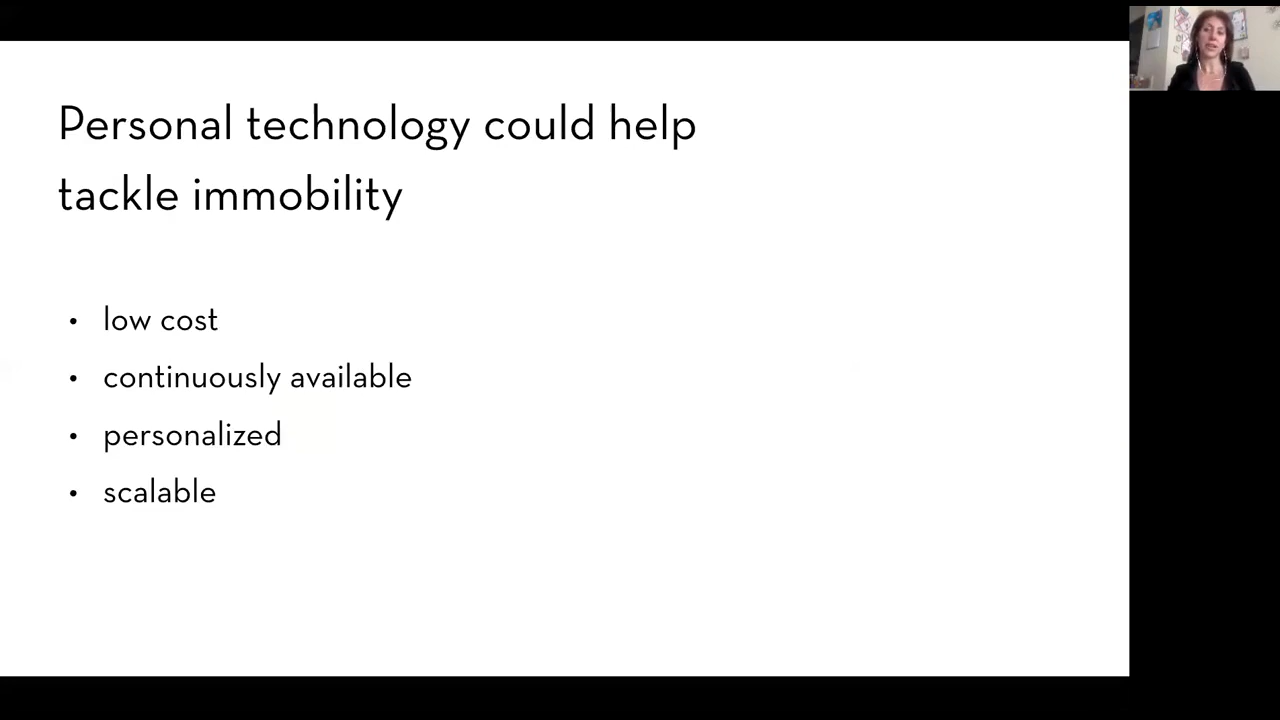 Personal technology could help
tackle immobility
• low cost
• continuously available
• personalized
• scalable